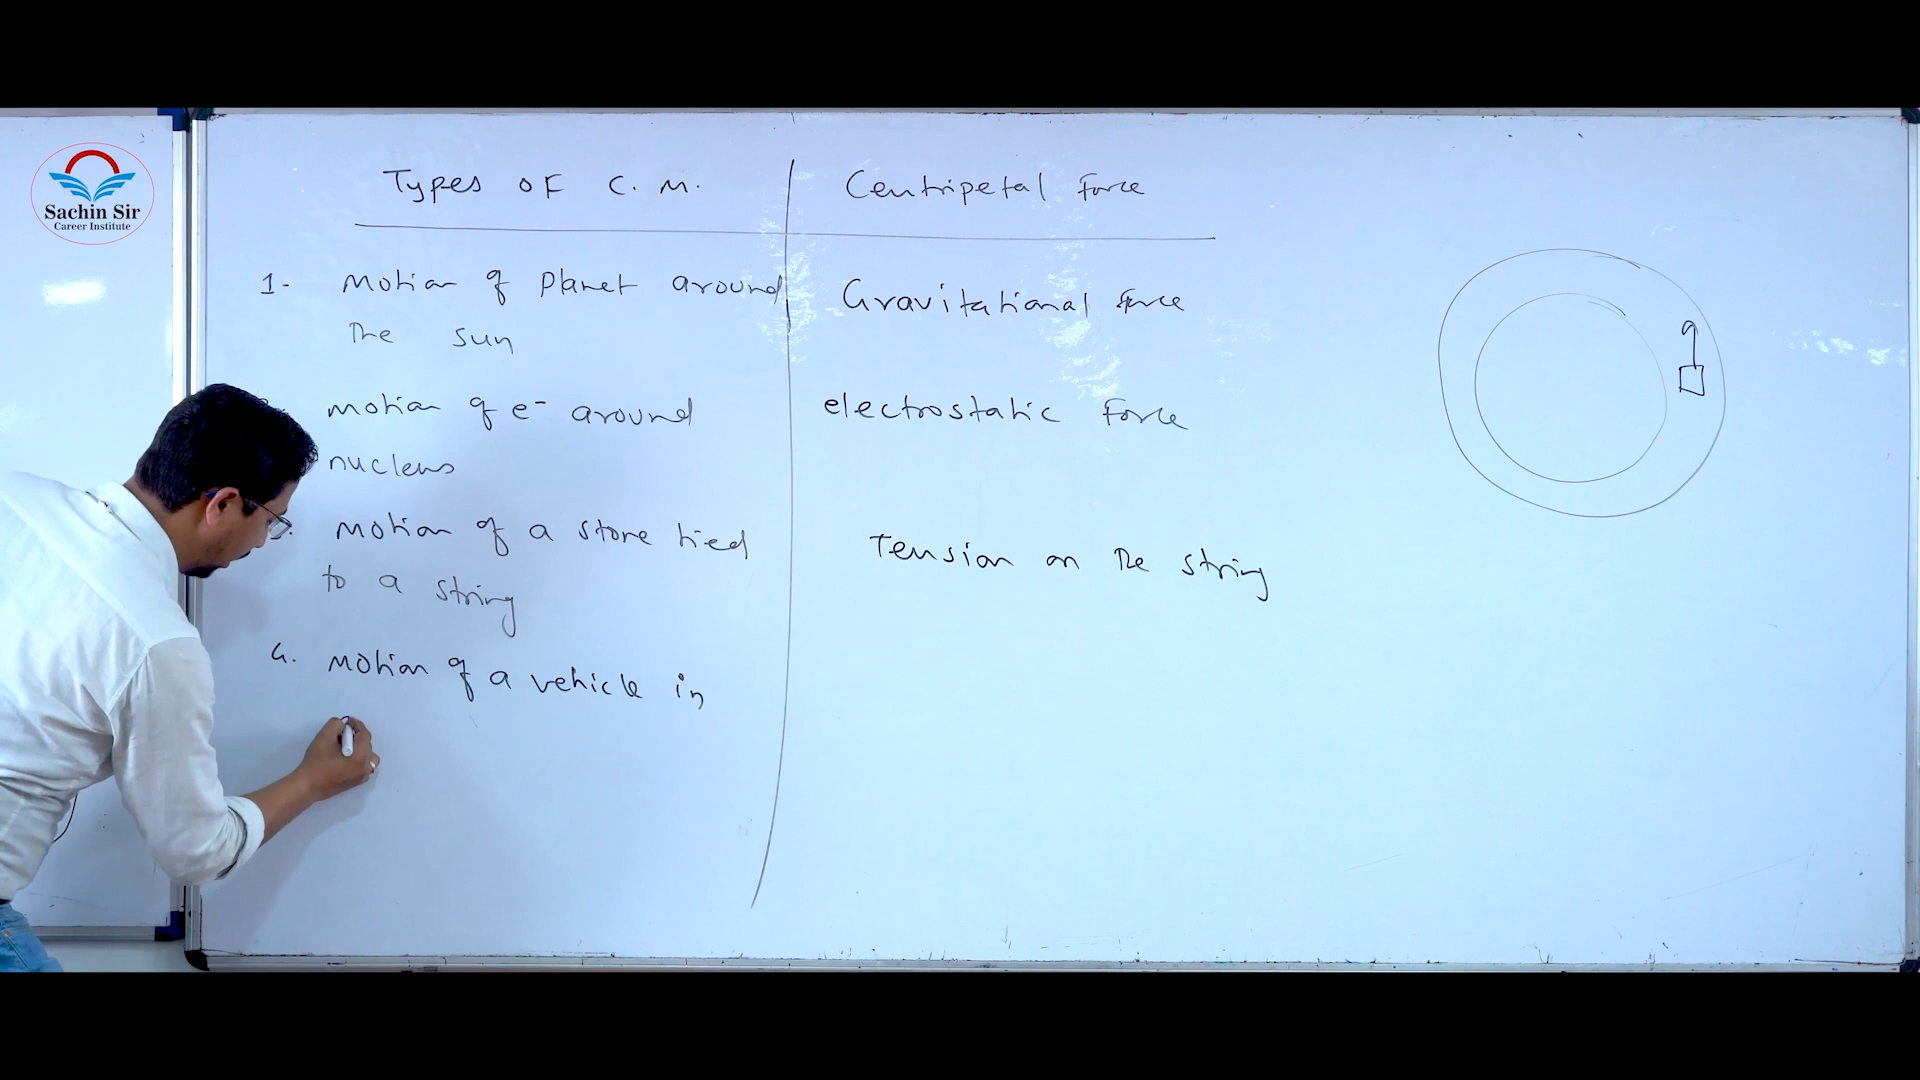 Sachin Sir
Career Institute
Types OF C.M. Centripetal Force
1- Motion of Planet around Gravitational Force
The sun
motion of e- around electrostatic Force
nucleus
motion of a stone tied Tension on The string
to a string
4. motion of a vehicle in